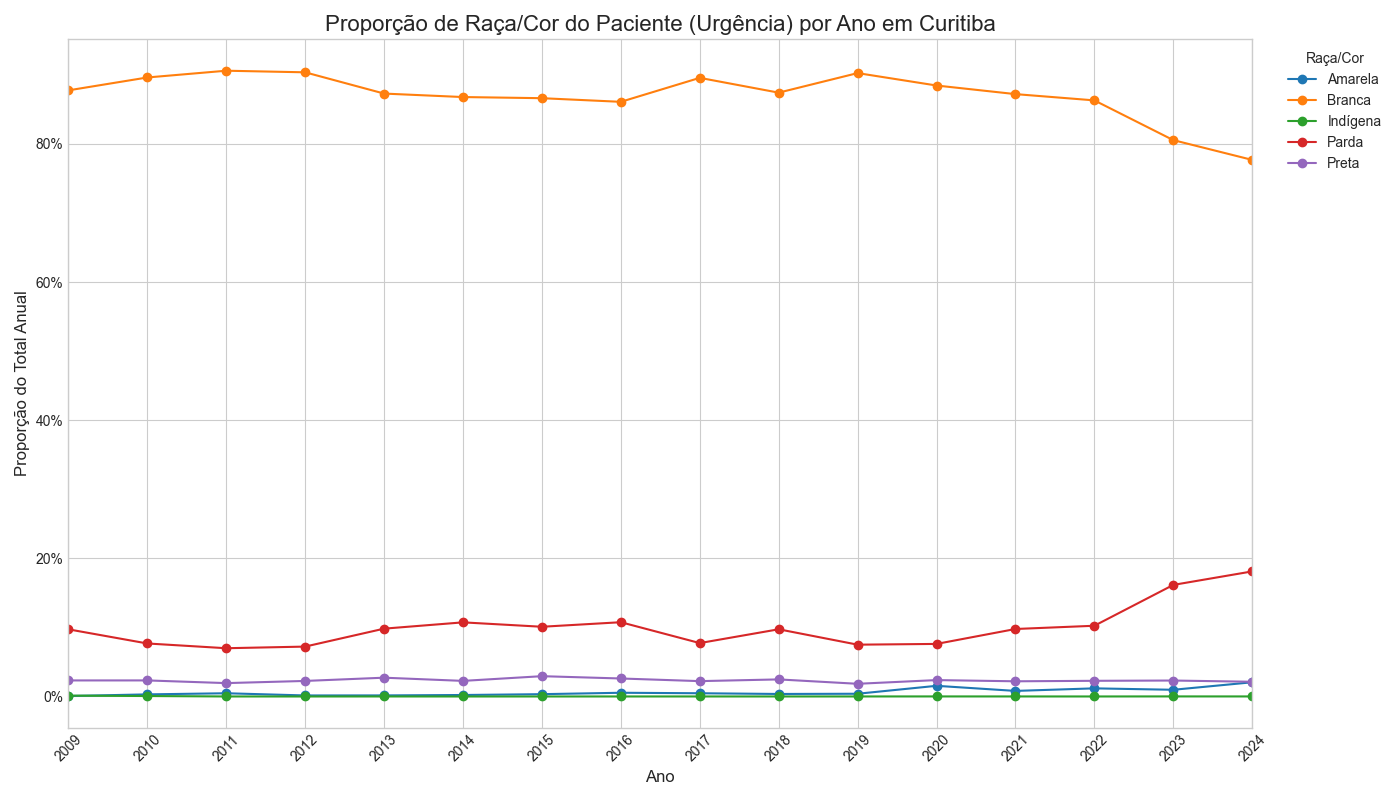 Proporção de Raça/Cor do Paciente (Urgência) por Ano em Curitiba
Raça/Cor
Amarela
Branca
Indígena
Parda
Preta
Proporção do Total Anual
80%
60%
40%
20%
0%
2009
2010
2011
2012
2013
2014
2015
2016
2017
2018
2019
2020
2021
2022
2023
2024
Ano